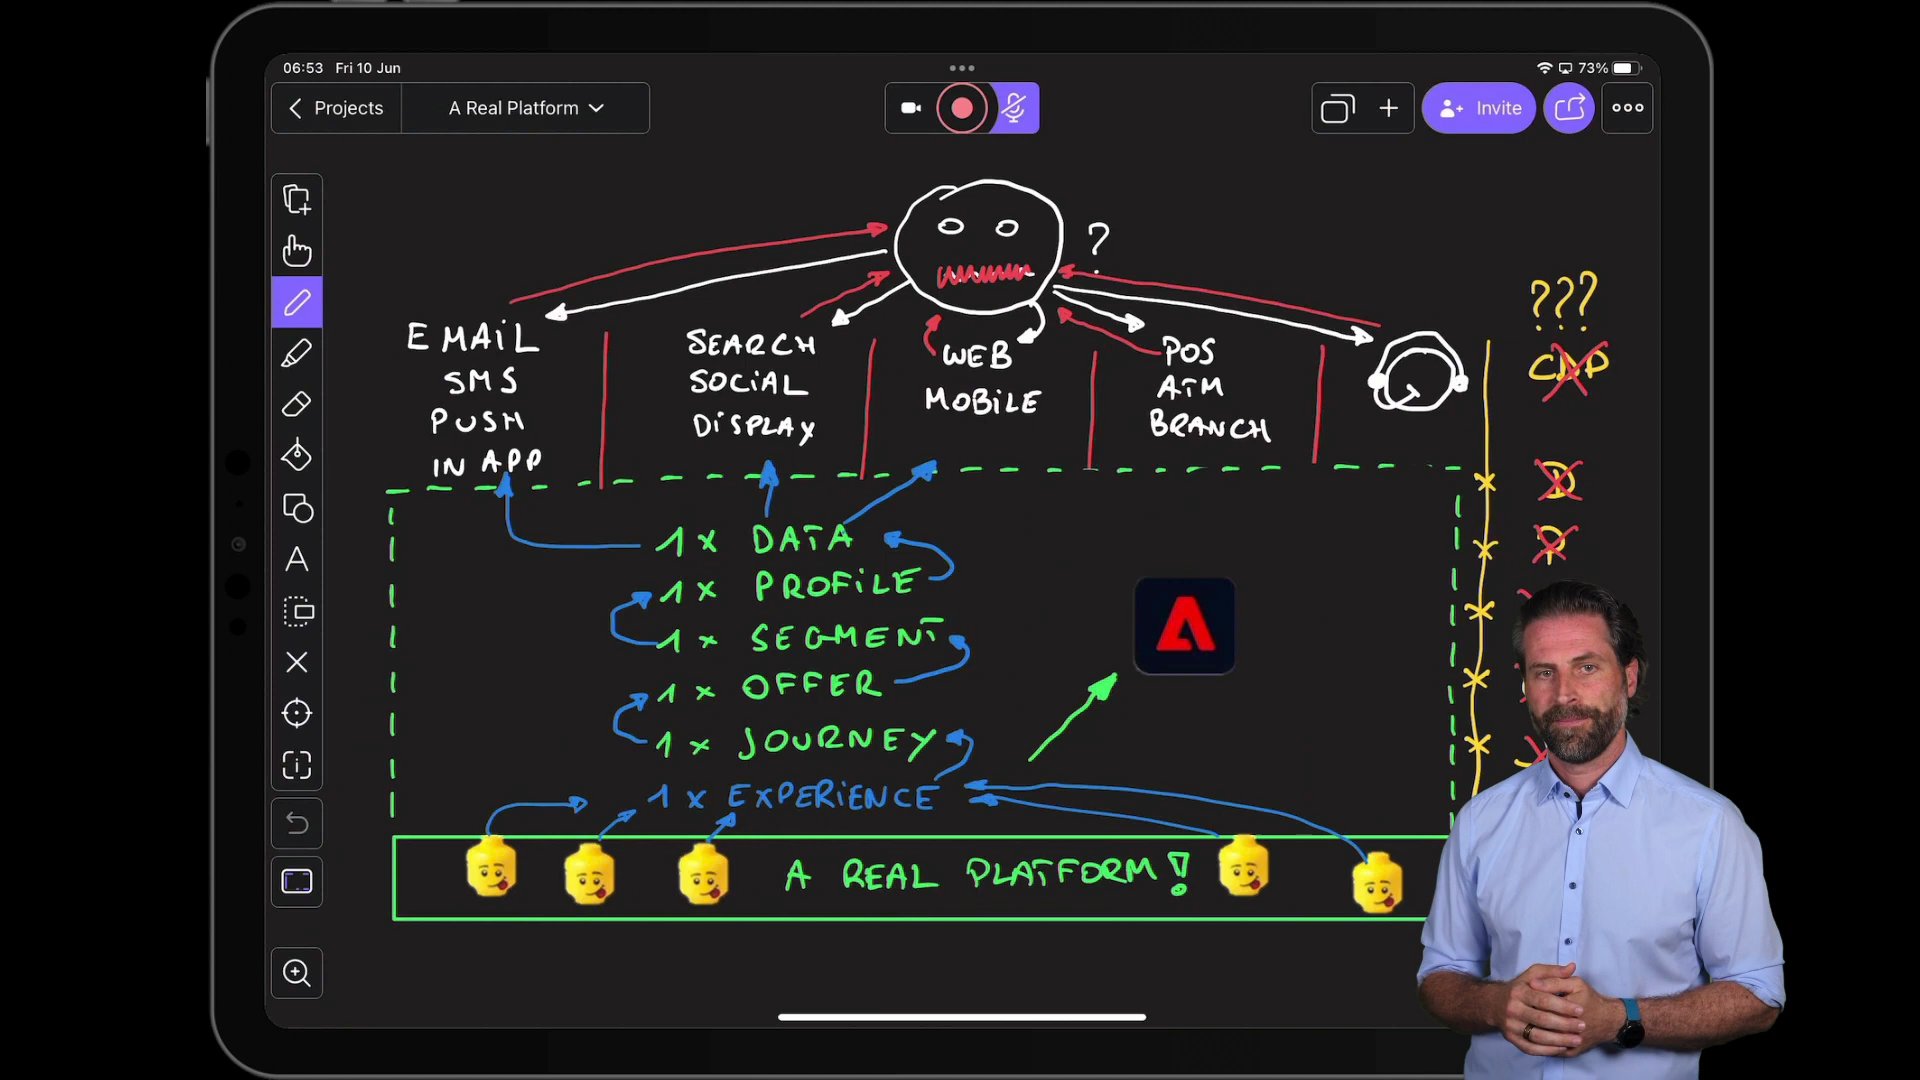 06:53 Fri 10 Jun
73%
Projects
A Real Platform
Invite
?
EMAIL
SMS
PUSH
IN APP
SEARCH
SOCIAL
DISPLAY
WEB
MOBILE
POS
ATM
BRANCH
???
CDP
D
P
1 x DATA
1 x PROFILE
1 x SEGMENT
1 x OFFER
1 x JOURNEY
1 x EXPERIENCE
A REAL PLATFORM!